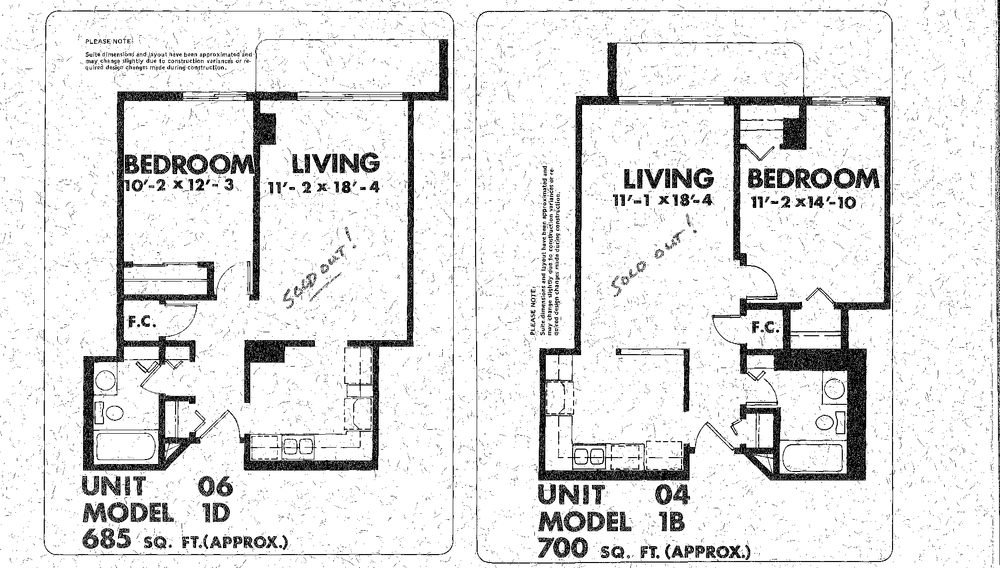 PLEASE NOTE:
Suite dimensions and layout have been approximated and
may change slightly due to construction variances or re-
quired design changes made during construction.
BEDROOM
10'-2 x 12'-3
LIVING
11'-2 x 18'-4
SOLD OUT!
F.C.
UNIT 06
MODEL 1D
685 SQ. FT.(APPROX.)
PLEASE NOTE:
Suite dimensions and layout have been approximated and
may change slightly due to construction variances or re-
quired design changes made during construction.
LIVING
11'-1 x 18'-4
BEDROOM
11'-2 x 14'-10
SOLD OUT!
F.C.
UNIT 04
MODEL 1B
700 SQ. FT. (APPROX.)